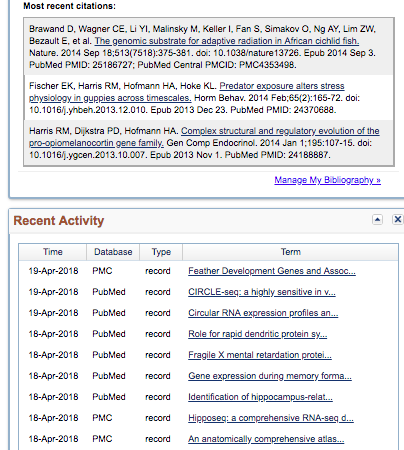 Most recent citations:
Brawand D, Wagner CE, Li YI, Malinsky M, Keller I, Fan S, Simakov O, Ng AY, Lim ZW,
Bezault E, et al. The genomic substrate for adaptive radiation in African cichlid fish.
Nature. 2014 Sep 18;513(7518):375-381. doi: 10.1038/nature13726. Epub 2014 Sep 3.
PubMed PMID: 25186727; PubMed Central PMCID: PMC4353498.
Fischer EK, Harris RM, Hofmann HA, Hoke KL. Predator exposure alters stress
physiology in guppies across timescales. Horm Behav. 2014 Feb;65(2):165-72. doi:
10.1016/j.yhbeh.2013.12.010. Epub 2013 Dec 23. PubMed PMID: 24370688.
Harris RM, Dijkstra PD, Hofmann HA. Complex structural and regulatory evolution of the
pro-opiomelanocortin gene family. Gen Comp Endocrinol. 2014 Jan 1;195:107-15. doi:
10.1016/j.ygcen.2013.10.007. Epub 2013 Nov 1. PubMed PMID: 24188887.
Manage My Bibliography »
Recent Activity
Time Database Type Term
19-Apr-2018 PMC record Feather Development Genes and Assoc...
19-Apr-2018 PubMed record CIRCLE-seq: a highly sensitive in v...
19-Apr-2018 PubMed record Circular RNA expression profiles an...
18-Apr-2018 PubMed record Role for rapid dendritic protein sy...
18-Apr-2018 PubMed record Fragile X mental retardation protei...
18-Apr-2018 PubMed record Gene expression during memory forma...
18-Apr-2018 PubMed record Identification of hippocampus-relat...
18-Apr-2018 PMC record Hipposeq: a comprehensive RNA-seq d...
18-Apr-2018 PMC record An anatomically comprehensive atlas...